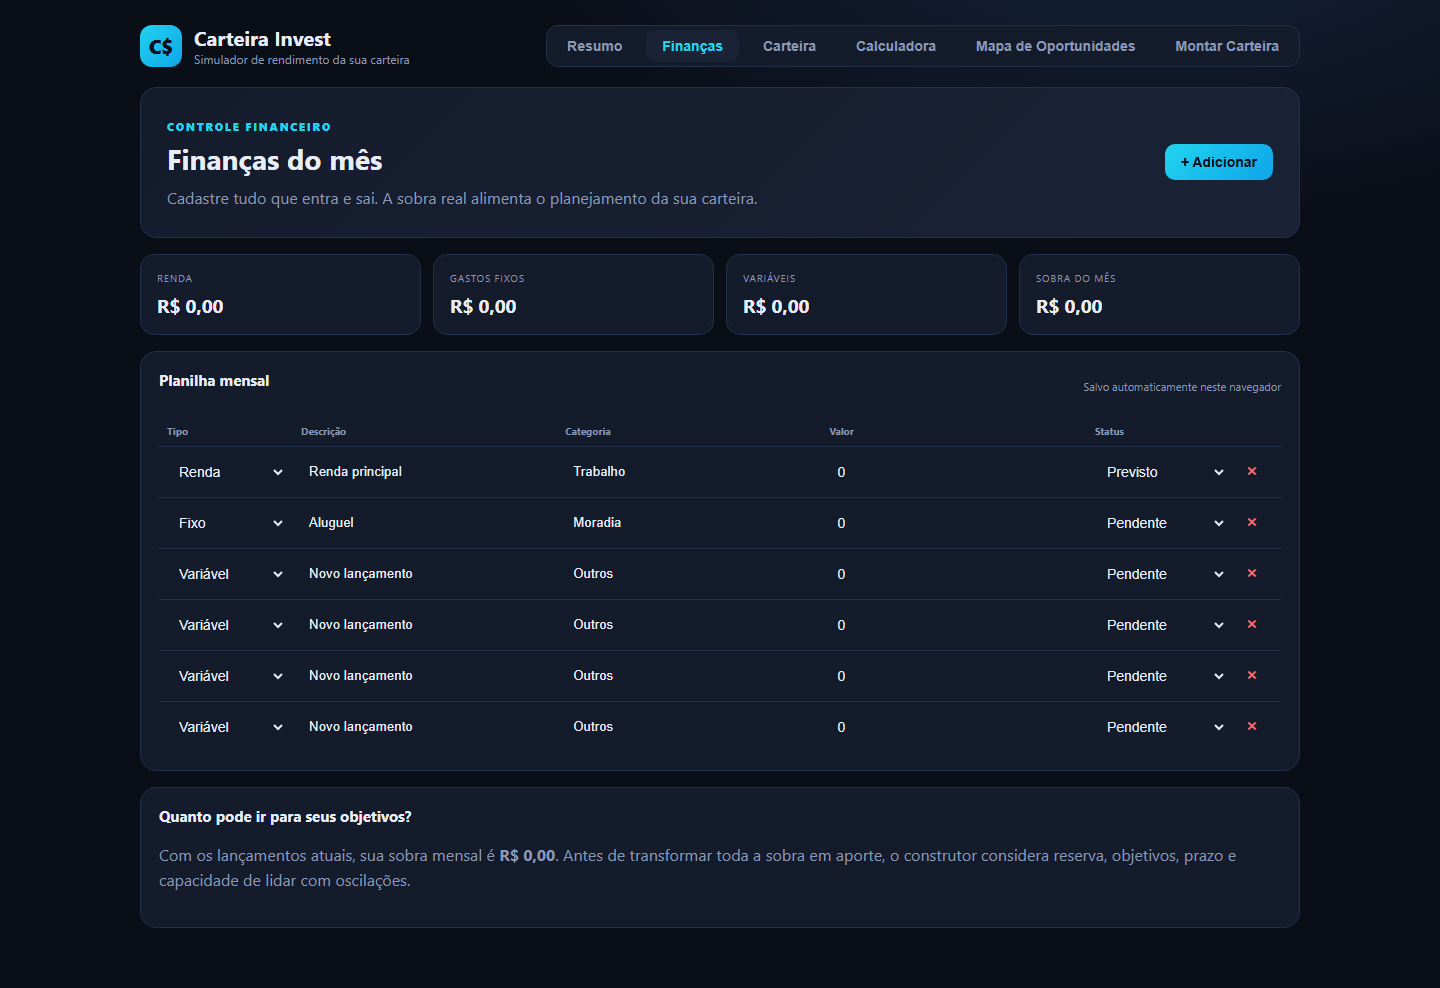 C$
Carteira Invest
Simulador de rendimento da sua carteira
Resumo Finanças Carteira Calculadora Mapa de Oportunidades Montar Carteira
CONTROLE FINANCEIRO
Finanças do mês
Cadastre tudo que entra e sai. A sobra real alimenta o planejamento da sua carteira.
+ Adicionar
RENDA
R$ 0,00
GASTOS FIXOS
R$ 0,00
VARIÁVEIS
R$ 0,00
SOBRA DO MÊS
R$ 0,00
Planilha mensal
Salvo automaticamente neste navegador
Tipo Descrição Categoria Valor Status
Renda Renda principal Trabalho 0 Previsto ×
Fixo Aluguel Moradia 0 Pendente ×
Variável Novo lançamento Outros 0 Pendente ×
Variável Novo lançamento Outros 0 Pendente ×
Variável Novo lançamento Outros 0 Pendente ×
Variável Novo lançamento Outros 0 Pendente ×
Quanto pode ir para seus objetivos?
Com os lançamentos atuais, sua sobra mensal é R$ 0,00. Antes de transformar toda a sobra em aporte, o construtor considera reserva, objetivos, prazo e
capacidade de lidar com oscilações.